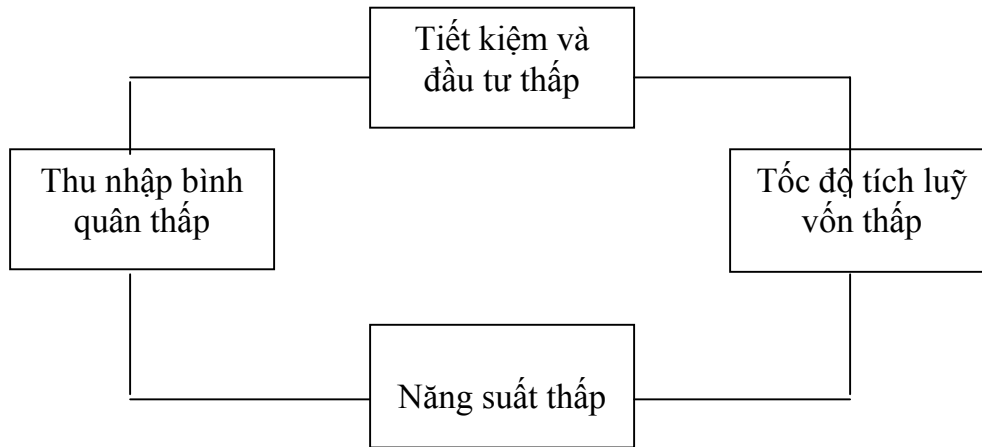 Tiết kiệm và
đầu tư thấp
Thu nhập bình
quân thấp
Tốc độ tích luỹ
vốn thấp
Năng suất thấp